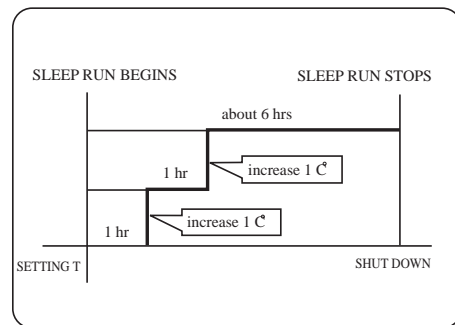 SLEEP RUN BEGINS
SLEEP RUN STOPS
about 6 hrs
1 hr
increase 1 C°
1 hr
increase 1 C°
SETTING T
SHUT DOWN